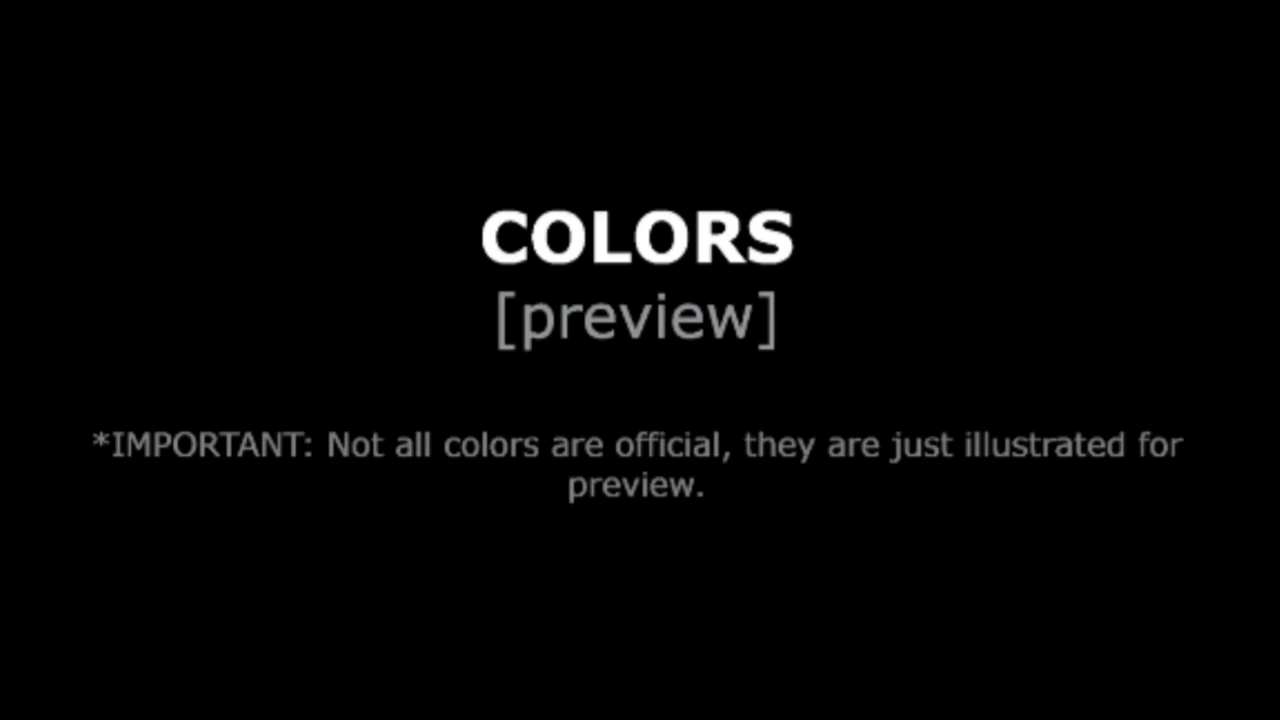 COLORS
[preview]
*IMPORTANT: Not all colors are official, they are just illustrated for
preview.